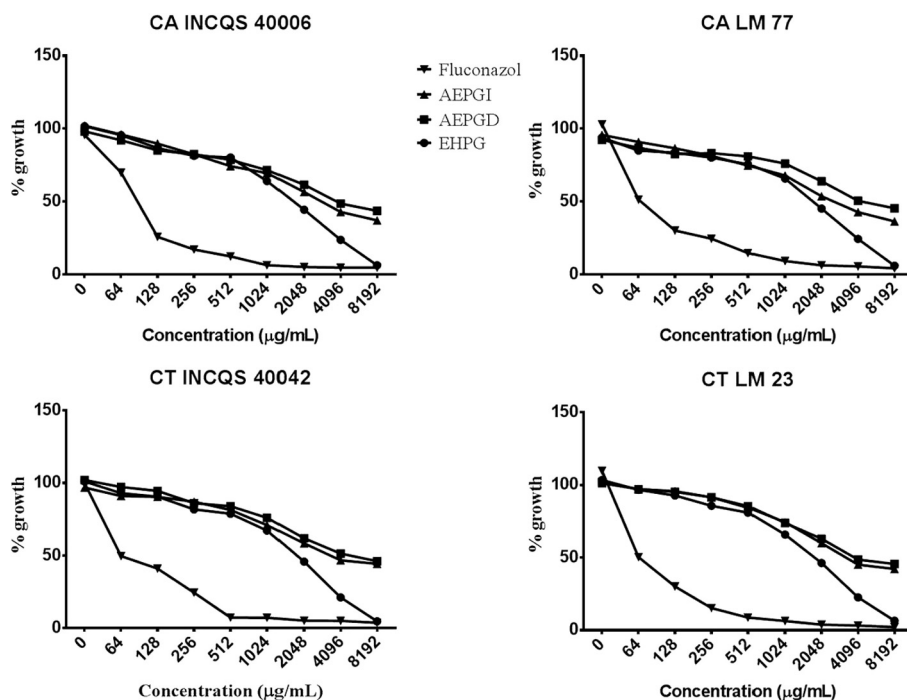 CA INCQS 40006
150
100
50
0
% growth
0 64 128 256 512 1024 2048 4096 8192
Concentration (μg/mL)
Fluconazol
AEPGI
AEPGD
EHPG
CA LM 77
150
100
50
0
% growth
0 64 128 256 512 1024 2048 4096 8192
Concentration (μg/mL)
CT INCQS 40042
150
100
50
0
% growth
0 64 128 256 512 1024 2048 4096 8192
Concentration (μg/mL)
CT LM 23
150
100
50
0
% growth
0 64 128 256 512 1024 2048 4096 8192
Concentration (μg/mL)